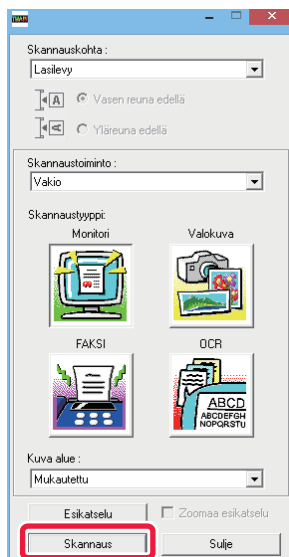 TWAIN
Skannauskohta :
Lasilevy
A Vasen reuna edellä
A Yläreuna edellä
Skannaustoiminto :
Vakio
Skannaustyyppi:
Monitori Valokuva
FAKSI OCR
ABCD
ABCDEFGH
NOPQRSTU
Kuva alue :
Mukautettu
Esikatselu Zoomaa esikatselu
Skannaus Sulje